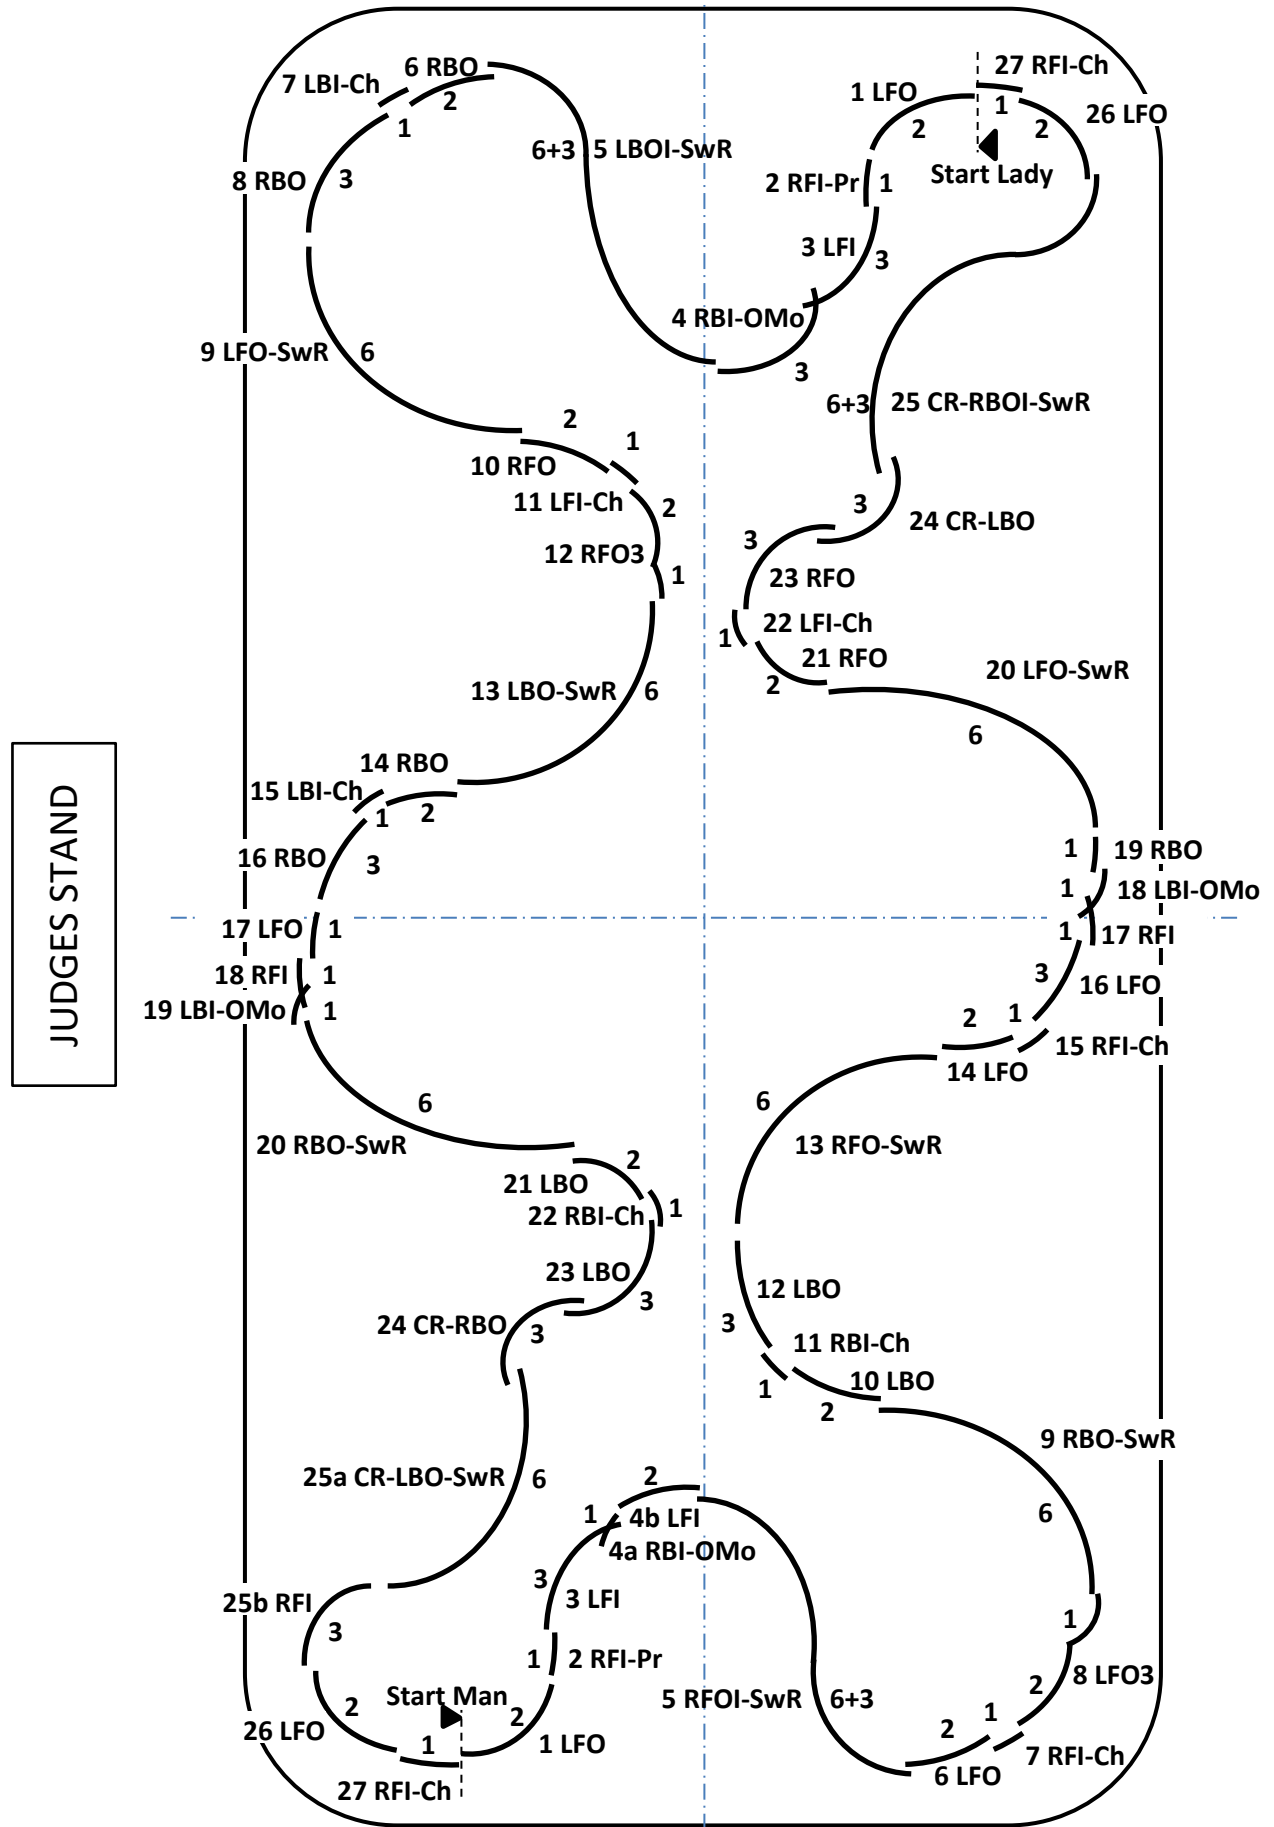 6 RBO
27 RFI-Ch
7 LBI-Ch
2
1 LFO
1
26 LFO
1
2
2
6+3
5 LBOI-SwR
Start Lady
8 RBO
3
2 RFI-Pr
1
3 LFI
3
4 RBI-OMo
9 LFO-SwR
6
3
6+3
25 CR-RBOI-SwR
2
1
10 RFO
11 LFI-Ch
2
3
24 CR-LBO
12 RFO3
3
1
23 RFO
22 LFI-Ch
1
21 RFO
20 LFO-SwR
13 LBO-SwR
6
2
6
14 RBO
15 LBI-Ch
1
2
16 RBO
3
1
19 RBO
1
18 LBI-OMo
17 LFO
1
1
17 RFI
18 RFI
1
3
16 LFO
19 LBI-OMo
1
2
1
15 RFI-Ch
14 LFO
JUDGES STAND
6
6
20 RBO-SwR
13 RFO-SwR
2
21 LBO
22 RBI-Ch
1
23 LBO
3
12 LBO
24 CR-RBO
3
3
11 RBI-Ch
1
10 LBO
2
9 RBO-SwR
25a CR-LBO-SwR
6
2
6
1
4b LFI
4a RBI-OMo
3
3 LFI
25b RFI
3
1
1
2 RFI-Pr
8 LFO3
Start Man
5 RFOI-SwR
6+3
2
2
2
1
26 LFO
1
1 LFO
2
7 RFI-Ch
27 RFI-Ch
6 LFO